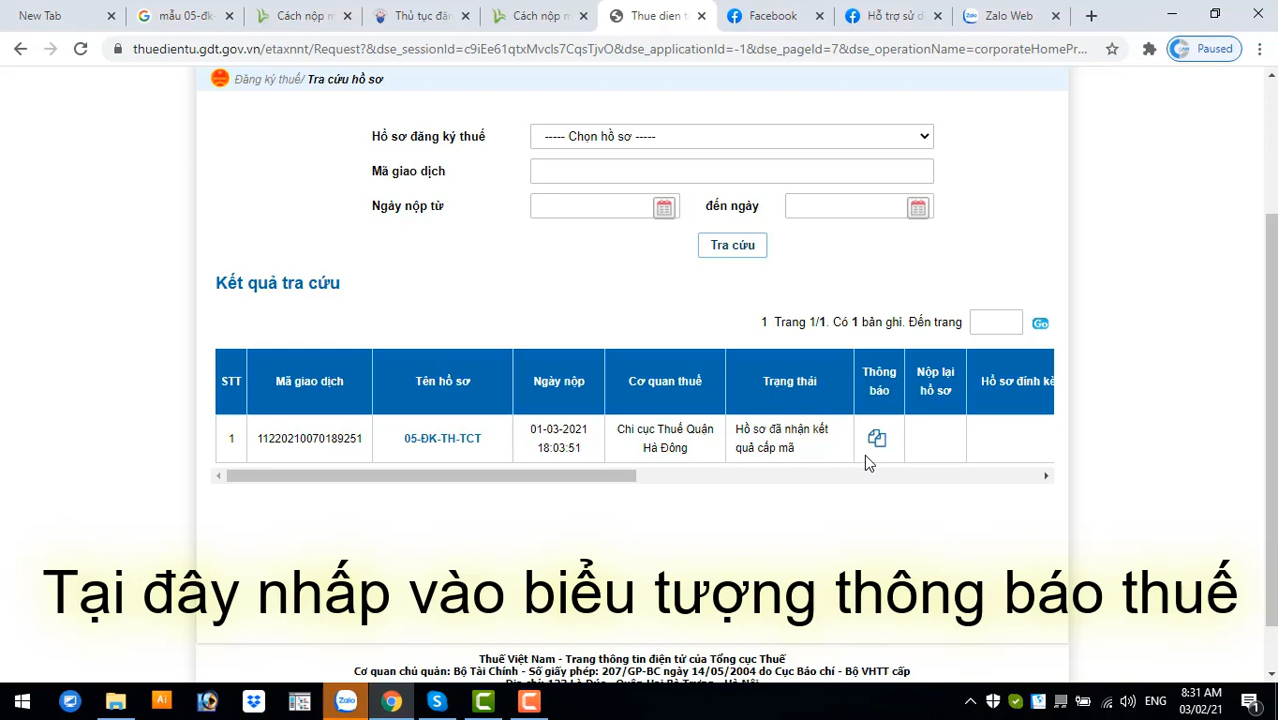 New Tab
mẫu 05-đk-
Cách nộp m
Thủ tục đăn
Cách nộp m
Thue dien t
Facebook
Hỗ trợ sử d
Zalo Web
thuedientu.gdt.gov.vn/etaxnnt/Request?&dse_sessionId=c9iEe61qtxMvcls7CqsTjvO&dse_applicationId=-1&dse_pageId=7&dse_operationName=corporateHomePr...
Paused
Đăng ký thuế/ Tra cứu hồ sơ
Hồ sơ đăng ký thuế
----- Chọn hồ sơ -----
Mã giao dịch
Ngày nộp từ
đến ngày
Tra cứu
Kết quả tra cứu
1 Trang 1/1. Có 1 bản ghi. Đến trang
Go
STT
Mã giao dịch
Tên hồ sơ
Ngày nộp
Cơ quan thuế
Trạng thái
Thông
báo
Nộp lại
hồ sơ
Hồ sơ đính kè
1
11220210070189251
05-ĐK-TH-TCT
01-03-2021
18:03:51
Chi cục Thuế Quận
Hà Đông
Hồ sơ đã nhận kết
quả cấp mã
Tại đây nhấp vào biểu tượng thông báo thuế
Thuế Việt Nam - Trang thông tin điện tử của Tổng cục Thuế
Cơ quan chủ quản: Bộ Tài Chính - Số giấy phép: 207/GP-BC ngày 14/05/2004 do Cục Báo chí - Bộ VHTT cấp
Ai
Zalo
ENG
8:31 AM
03/02/21
1